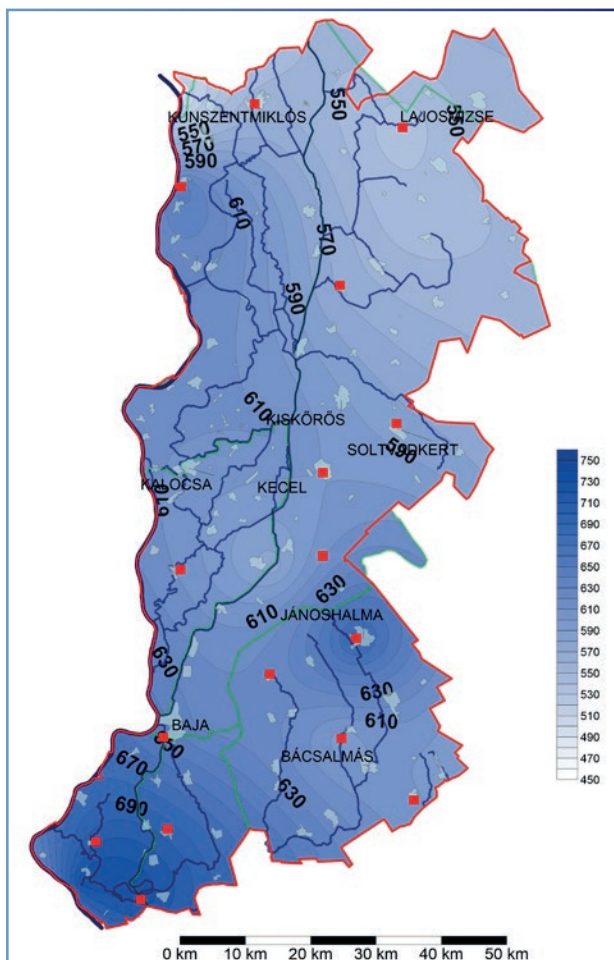 550
550
KUNSZENTMIKLÓS
LAJOSMIZSE
550
570
590
610
570
590
610
KISKŐRÖS
SOLTVADKERT
590
KALOCSA
KECEL
610
630
610
JÁNOSHALMA
630
630
610
BAJA
650
670
BÁCSALMÁS
690
630
750
730
710
690
670
650
630
610
590
570
550
530
510
490
470
450
0 km
10 km
20 km
30 km
40 km
50 km